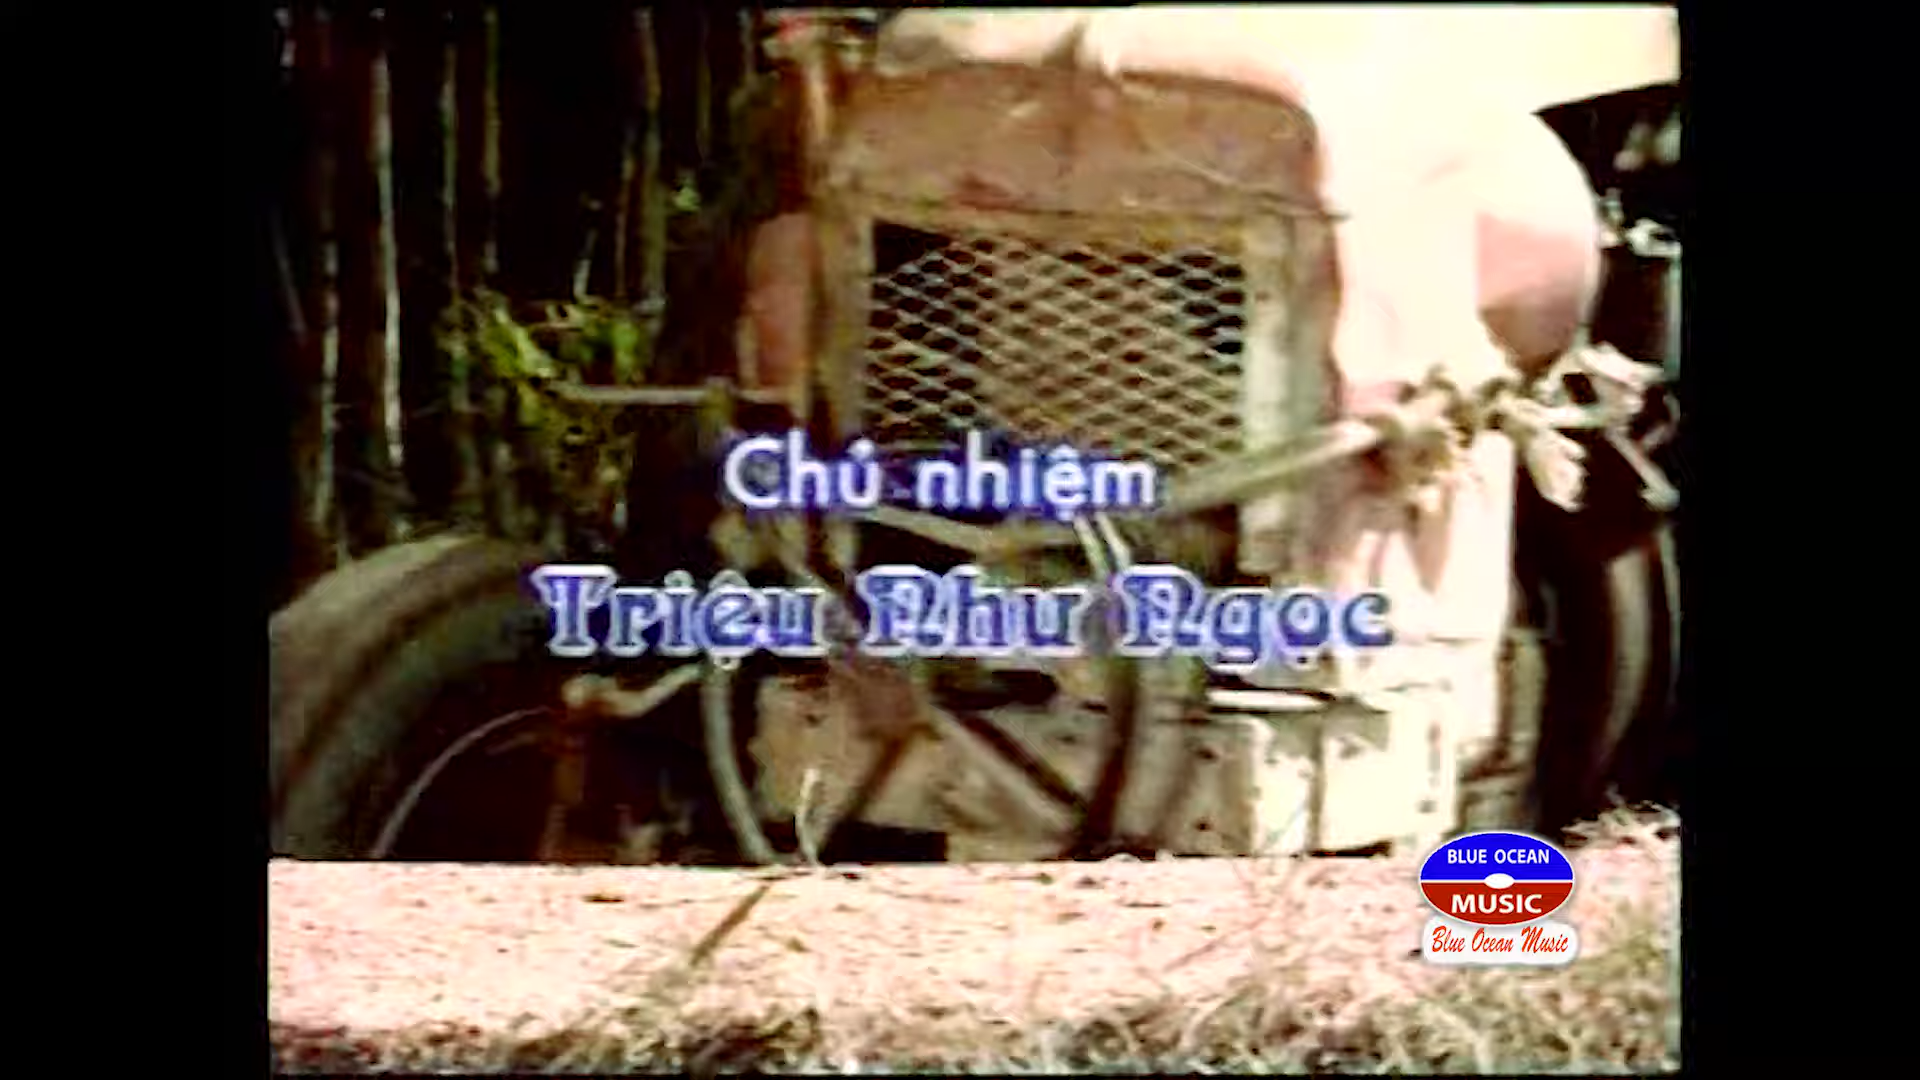 Chủ nhiệm
Triệu Như Ngọc
BLUE OCEAN
MUSIC
Blue Ocean Music